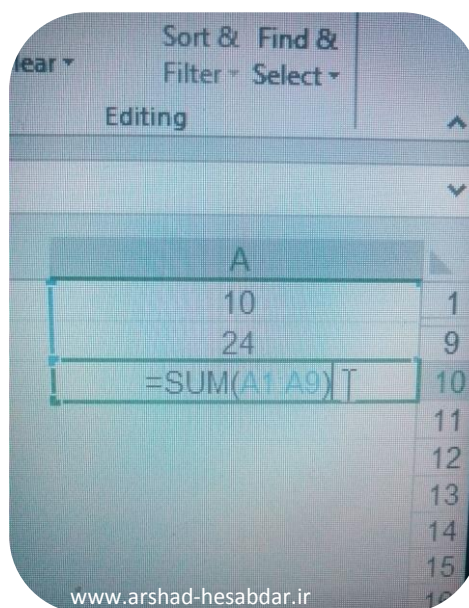 Sort & Find &
lear
Filter Select
Editing
A
10 1
24 9
=SUM(A1:A9) 10
11
12
13
14
15
www.arshad-hesabdar.ir